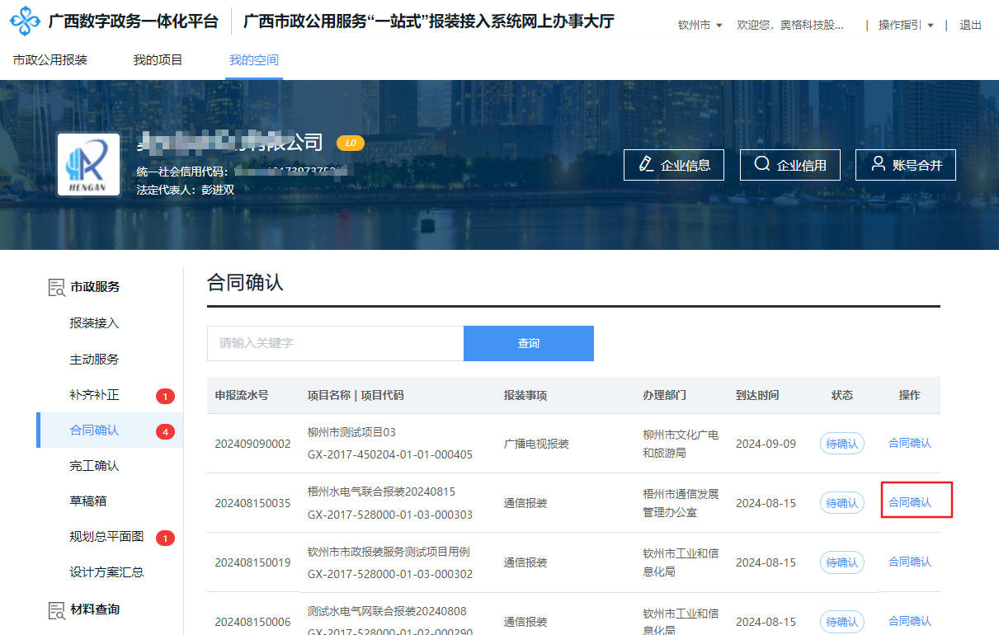 广西数字政务一体化平台
广西市政公用服务“一站式”报装接入系统网上办事大厅
钦州市
欢迎您，奥格科技股...
| 操作指引 | 退出
市政公用报装
我的项目
我的空间
限公司
L0
统一社会信用代码：
法定代表人：彭进双
HENGAN
企业信息
企业信用
账号合并
市政服务
报装接入
主动服务
补齐补正 1
合同确认 4
完工确认
草稿箱
规划总平面图 1
设计方案汇总
材料查询
合同确认
请输入关键字
查询
申报流水号 项目名称 | 项目代码 报装事项 办理部门 到达时间 状态 操作
202409090002 柳州市测试项目03 广播电视报装 柳州市文化广电 2024-09-09 待确认 合同确认
GX-2017-450204-01-01-000405 和旅游局
202408150035 梧州水电气联合报装20240815 通信报装 梧州市通信发展 2024-08-15 待确认 合同确认
GX-2017-528000-01-03-000303 管理办公室
202408150019 钦州市市政报装服务测试项目用例 通信报装 钦州市工业和信 2024-08-15 待确认 合同确认
GX-2017-528000-01-03-000302 息化局
202408150006 测试水电气网联合报装20240808 通信报装 钦州市工业和信 2024-08-15 待确认 合同确认
GX-2017-528000-01-02-000290 息化局